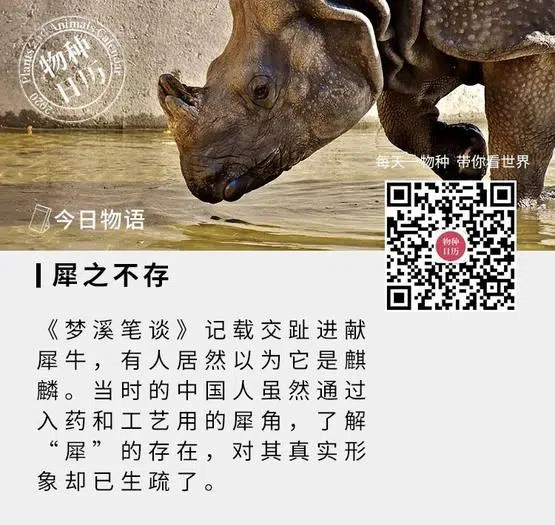 Plants and Animals Calendar
物种
日历
2020
每天一物种 带你看世界
今日物语
物种
日历
犀之不存
《梦溪笔谈》记载交趾进献
犀牛，有人居然以为它是麒
麟。当时的中国人虽然通过
入药和工艺用的犀角，了解
“犀”的存在，对其真实形
象却已生疏了。